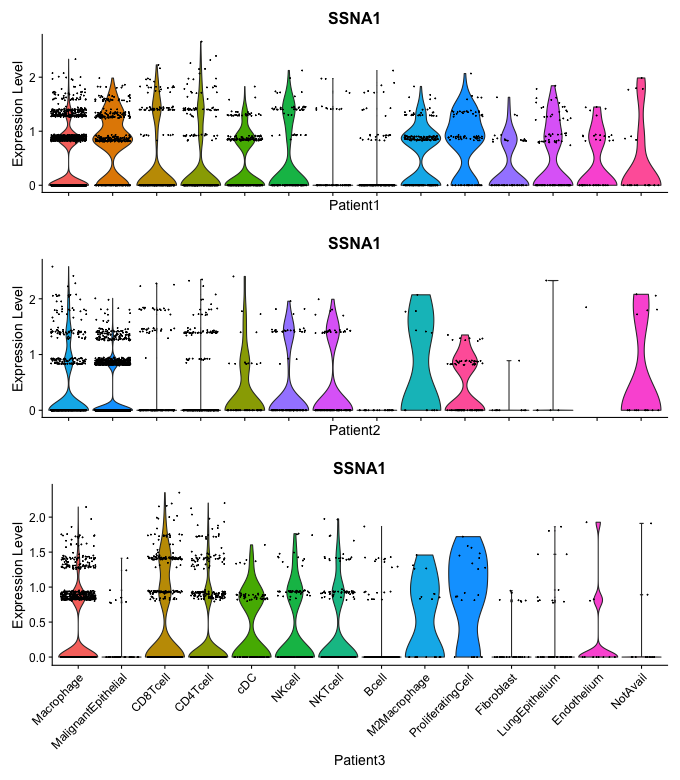 SSNA1
Expression Level
2
1
0
Patient1
SSNA1
Expression Level
2
1
0
Patient2
SSNA1
Expression Level
2.0
1.5
1.0
0.5
0.0
Macrophage
MalignantEpithelial
CD8Tcell
CD4Tcell
cDC
NKcell
NKTcell
Bcell
M2Macrophage
ProliferatingCell
Fibroblast
LungEpithelium
Endothelium
NotAvail
Patient3